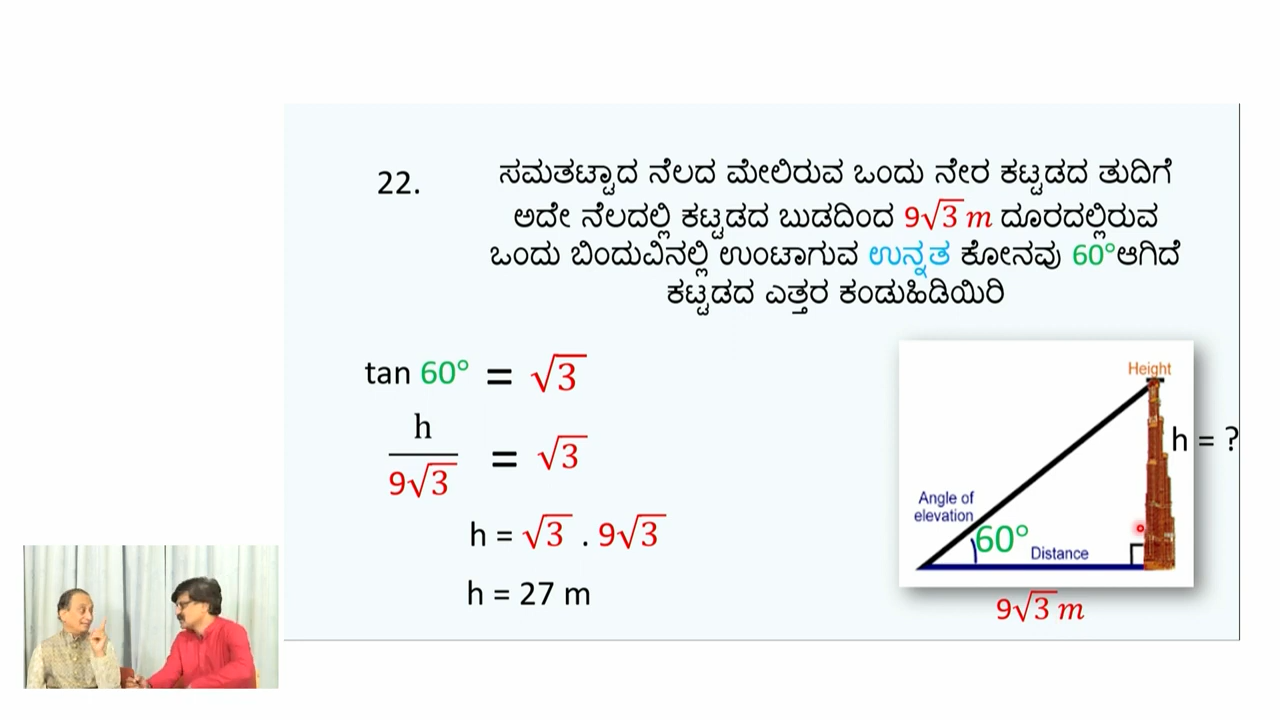 22.
ಸಮತಟ್ಟಾದ ನೆಲದ ಮೇಲಿರುವ ಒಂದು ನೇರ ಕಟ್ಟಡದ ತುದಿಗೆ
ಅದೇ ನೆಲದಲ್ಲಿ ಕಟ್ಟಡದ ಬುಡದಿಂದ 9√3 m ದೂರದಲ್ಲಿರುವ
ಒಂದು ಬಿಂದುವಿನಲ್ಲಿ ಉಂಟಾಗುವ ಉನ್ನತ ಕೋನವು 60°ಆಗಿದೆ
ಕಟ್ಟಡದ ಎತ್ತರ ಕಂಡುಹಿಡಿಯಿರಿ
tan 60° = √3
h/9√3 = √3
h = √3 . 9√3
h = 27 m
Height
h = ?
Angle of
elevation
60°
Distance
9√3 m